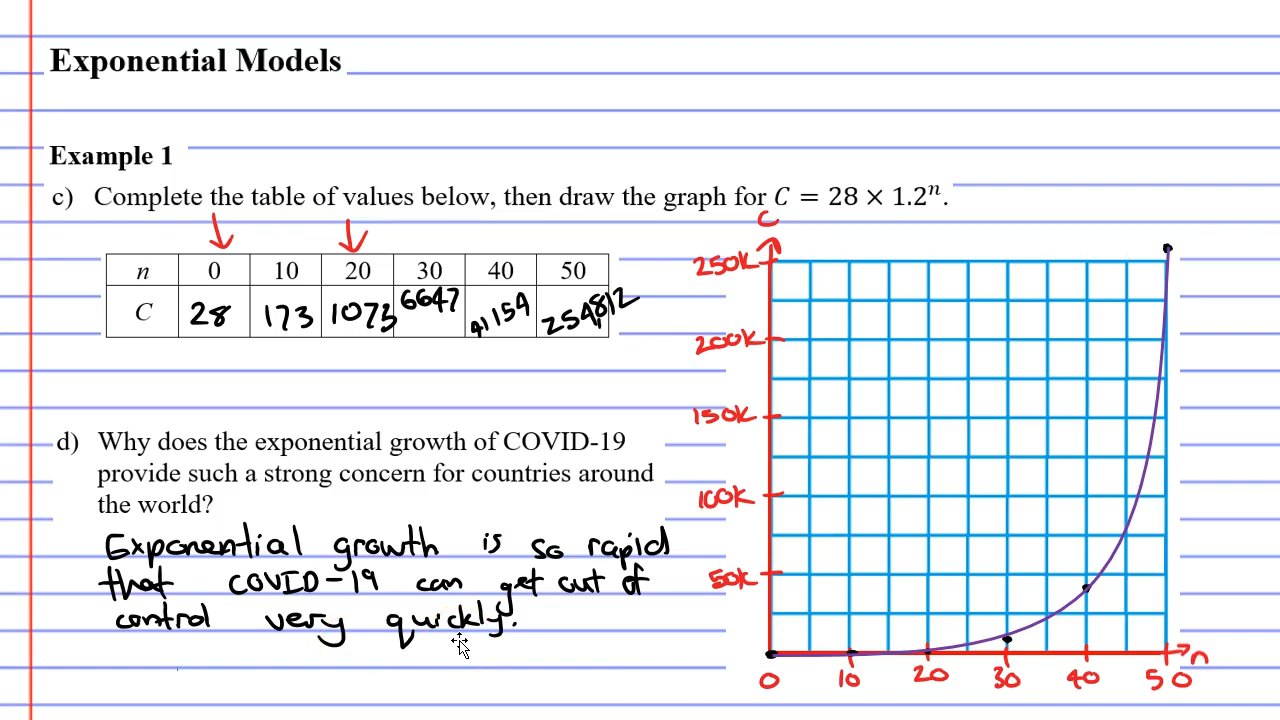 Exponential Models
Example 1
c) Complete the table of values below, then draw the graph for C = 28 × 1.2ⁿ.
n 0 10 20 30 40 50
C 28 173 1073 6647 41154 254,812
d) Why does the exponential growth of COVID-19
provide such a strong concern for countries around
the world?
Exponential growth is so rapid
that COVID-19 can get out of
control very quickly.
C
250K
200K
150K
100K
50K
0 10 20 30 40 50 n